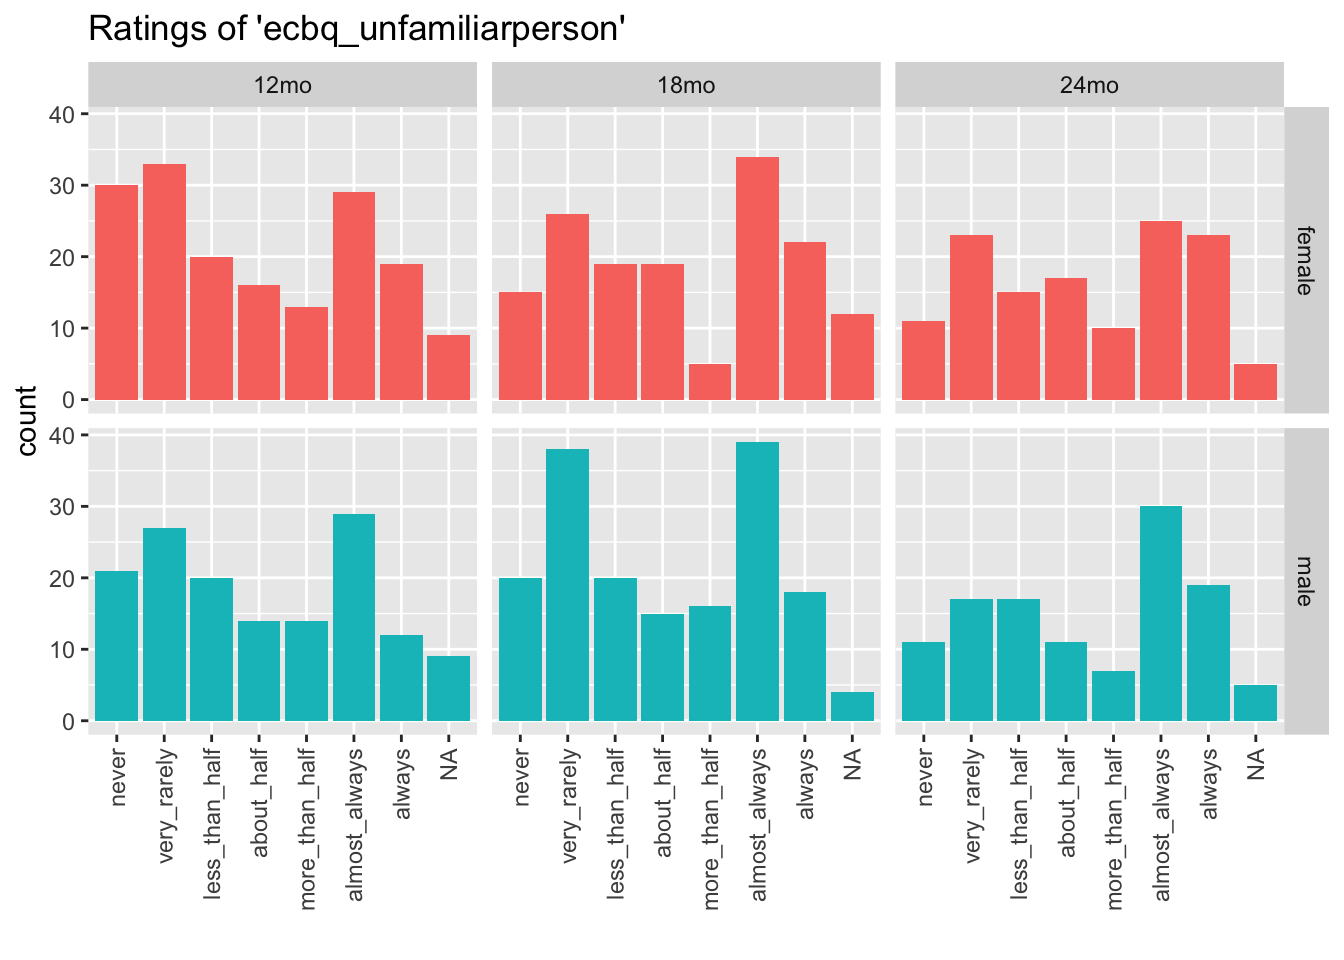 Ratings of 'ecbq_unfamiliarperson'
12mo
18mo
24mo
40
30
20
10
0
female
count
40
30
20
10
0
male
never
very_rarely
less_than_half
about_half
more_than_half
almost_always
always
NA
never
very_rarely
less_than_half
about_half
more_than_half
almost_always
always
NA
never
very_rarely
less_than_half
about_half
more_than_half
almost_always
always
NA